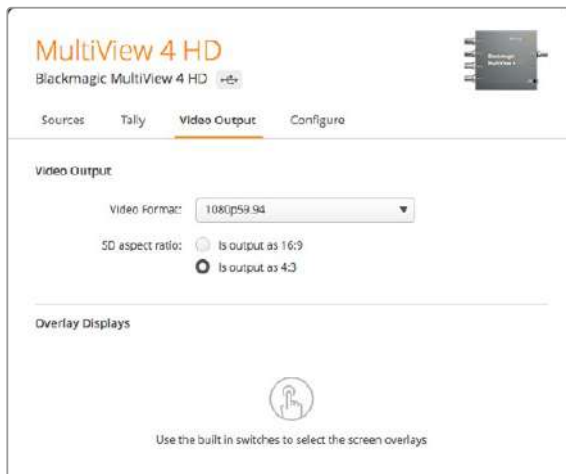 MultiView 4 HD
Blackmagic MultiView 4 HD
Sources Tally Video Output Configure
Video Output
Video Format: 1080p59.94
SD aspect ratio: Is output as 16:9
Is output as 4:3
Overlay Displays
Use the built in switches to select the screen overlays